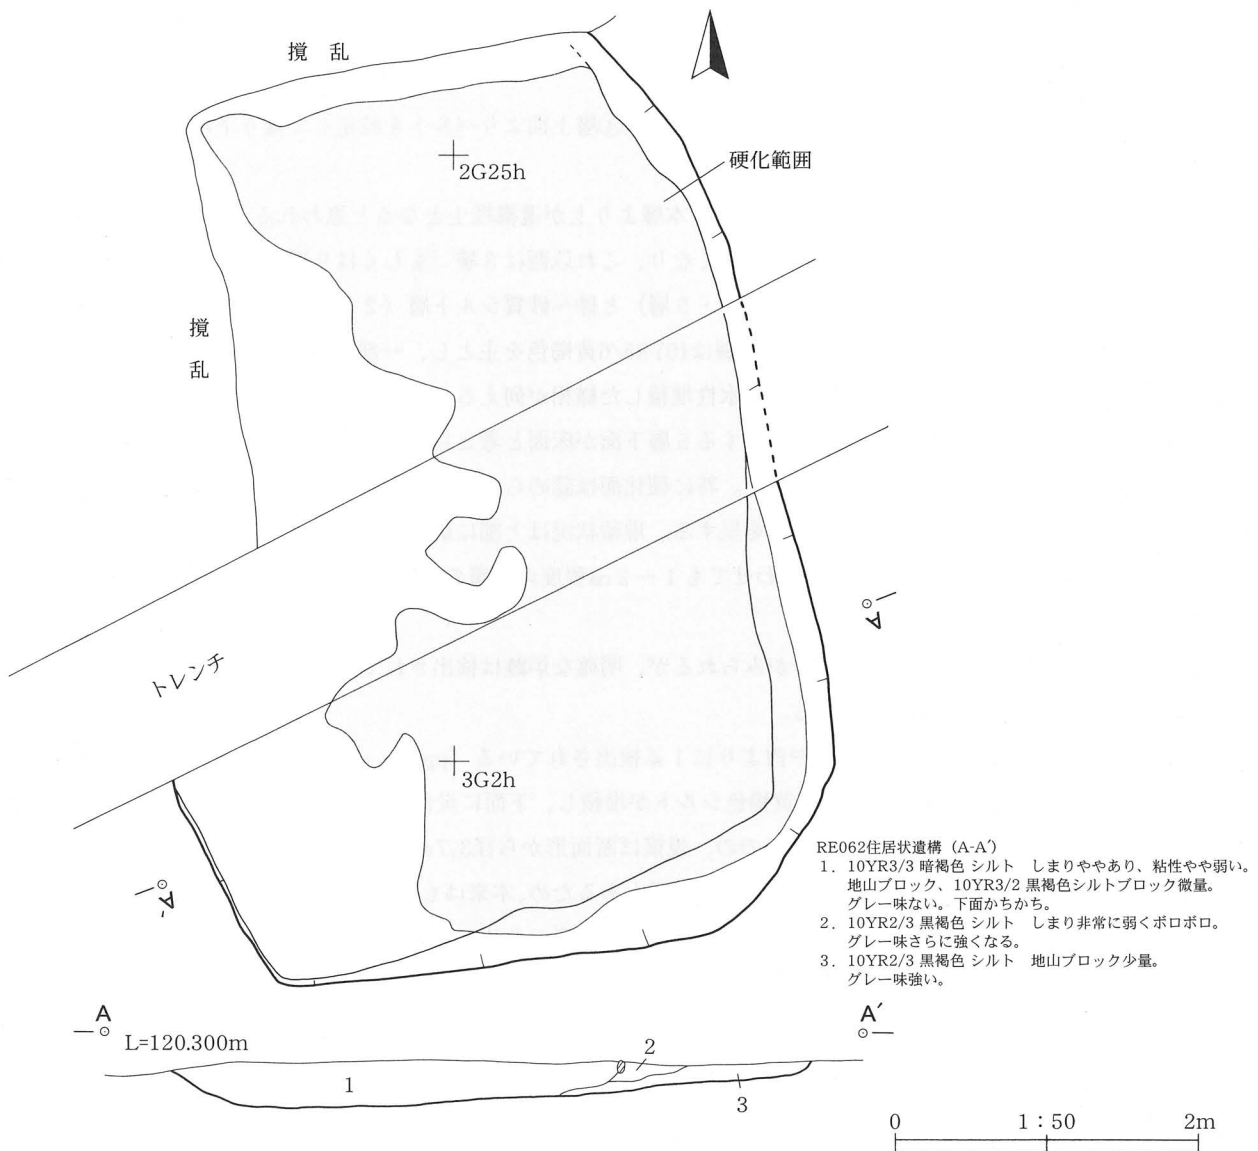 撹 乱
2G25h
硬化範囲
撹乱
トレンチ
3G2h
A
A'
RE062住居状遺構（A-A'）
1．10YR3/3 暗褐色 シルト　しまりややあり、粘性やや弱い。
地山ブロック、10YR3/2 黒褐色シルトブロック微量。
グレー味ない。下面かちかち。
2．10YR2/3 黒褐色 シルト　しまり非常に弱くボロボロ。
グレー味さらに強くなる。
3．10YR2/3 黒褐色 シルト　地山ブロック少量。
グレー味強い。
A
A'
L=120.300m
1
2
3
0 1：50 2m